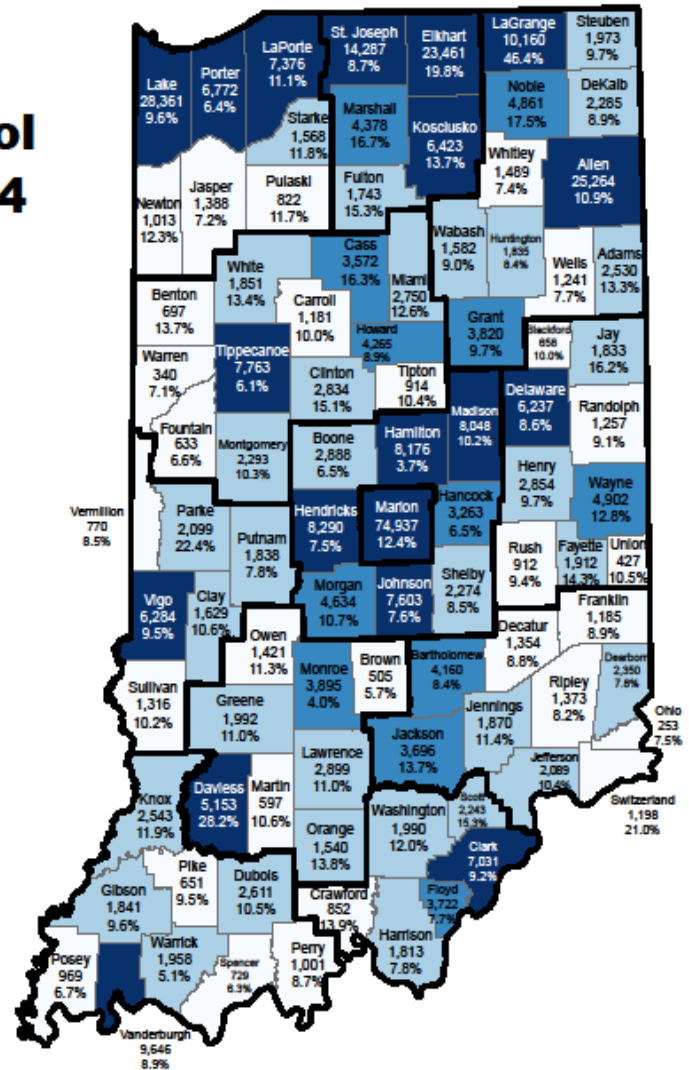 ol
4
St. Joseph
14,287
8.7%
Elkhart
23,461
19.8%
LaGrange
10,160
46.4%
Steuben
1,973
9.7%
LaPorte
7,376
11.1%
Porter
6,772
6.4%
Lake
28,361
9.6%
Noble
4,861
17.5%
DeKalb
2,285
8.9%
Marshall
4,378
16.7%
Starke
1,568
11.8%
Kosciusko
6,423
13.7%
Whitley
1,489
7.4%
Allen
25,264
10.9%
Newton
1,013
12.3%
Jasper
1,388
7.2%
Pulaski
822
11.7%
Fulton
1,743
15.3%
Wabash
1,582
9.0%
Huntington
1,835
8.4%
Wells
1,241
7.7%
Adams
2,530
13.3%
White
1,851
13.4%
Cass
3,572
16.3%
Miami
2,750
12.6%
Benton
697
13.7%
Carroll
1,181
10.0%
Howard
4,265
8.9%
Grant
3,820
9.7%
Blackford
658
10.0%
Jay
1,833
16.2%
Warren
340
7.1%
Tippecanoe
7,763
6.1%
Clinton
2,834
15.1%
Tipton
914
10.4%
Madison
8,048
10.2%
Delaware
6,237
8.6%
Randolph
1,257
9.1%
Fountain
633
6.6%
Montgomery
2,293
10.3%
Boone
2,888
6.5%
Hamilton
8,176
3.7%
Henry
2,854
9.7%
Wayne
4,902
12.8%
Vermillion
770
8.5%
Parke
2,099
22.4%
Putnam
1,838
7.8%
Hendricks
8,290
7.5%
Marion
74,937
12.4%
Hancock
3,263
6.5%
Rush
912
9.4%
Fayette
1,912
14.3%
Union
427
10.5%
Vigo
6,284
9.5%
Clay
1,629
10.6%
Morgan
4,634
10.7%
Johnson
7,603
7.6%
Shelby
2,274
8.5%
Franklin
1,185
8.9%
Owen
1,421
11.3%
Decatur
1,354
8.8%
Sullivan
1,316
10.2%
Greene
1,992
11.0%
Monroe
3,895
4.0%
Brown
505
5.7%
Bartholomew
4,160
8.4%
Jennings
1,870
11.4%
Ripley
1,373
8.2%
Dearborn
2,350
7.8%
Ohio
253
7.5%
Jackson
3,696
13.7%
Lawrence
2,899
11.0%
Jefferson
2,089
10.4%
Switzerland
1,198
21.0%
Knox
2,543
11.9%
Daviess
5,153
28.2%
Martin
597
10.6%
Orange
1,540
13.8%
Washington
1,990
12.0%
Scott
2,243
15.3%
Clark
7,031
9.2%
Floyd
3,722
7.7%
Gibson
1,841
9.6%
Pike
651
9.5%
Dubois
2,611
10.5%
Crawford
852
13.9%
Harrison
1,813
7.8%
Posey
969
6.7%
Warrick
1,958
5.1%
Spencer
729
6.3%
Perry
1,001
8.7%
Vanderburgh
9,646
8.9%